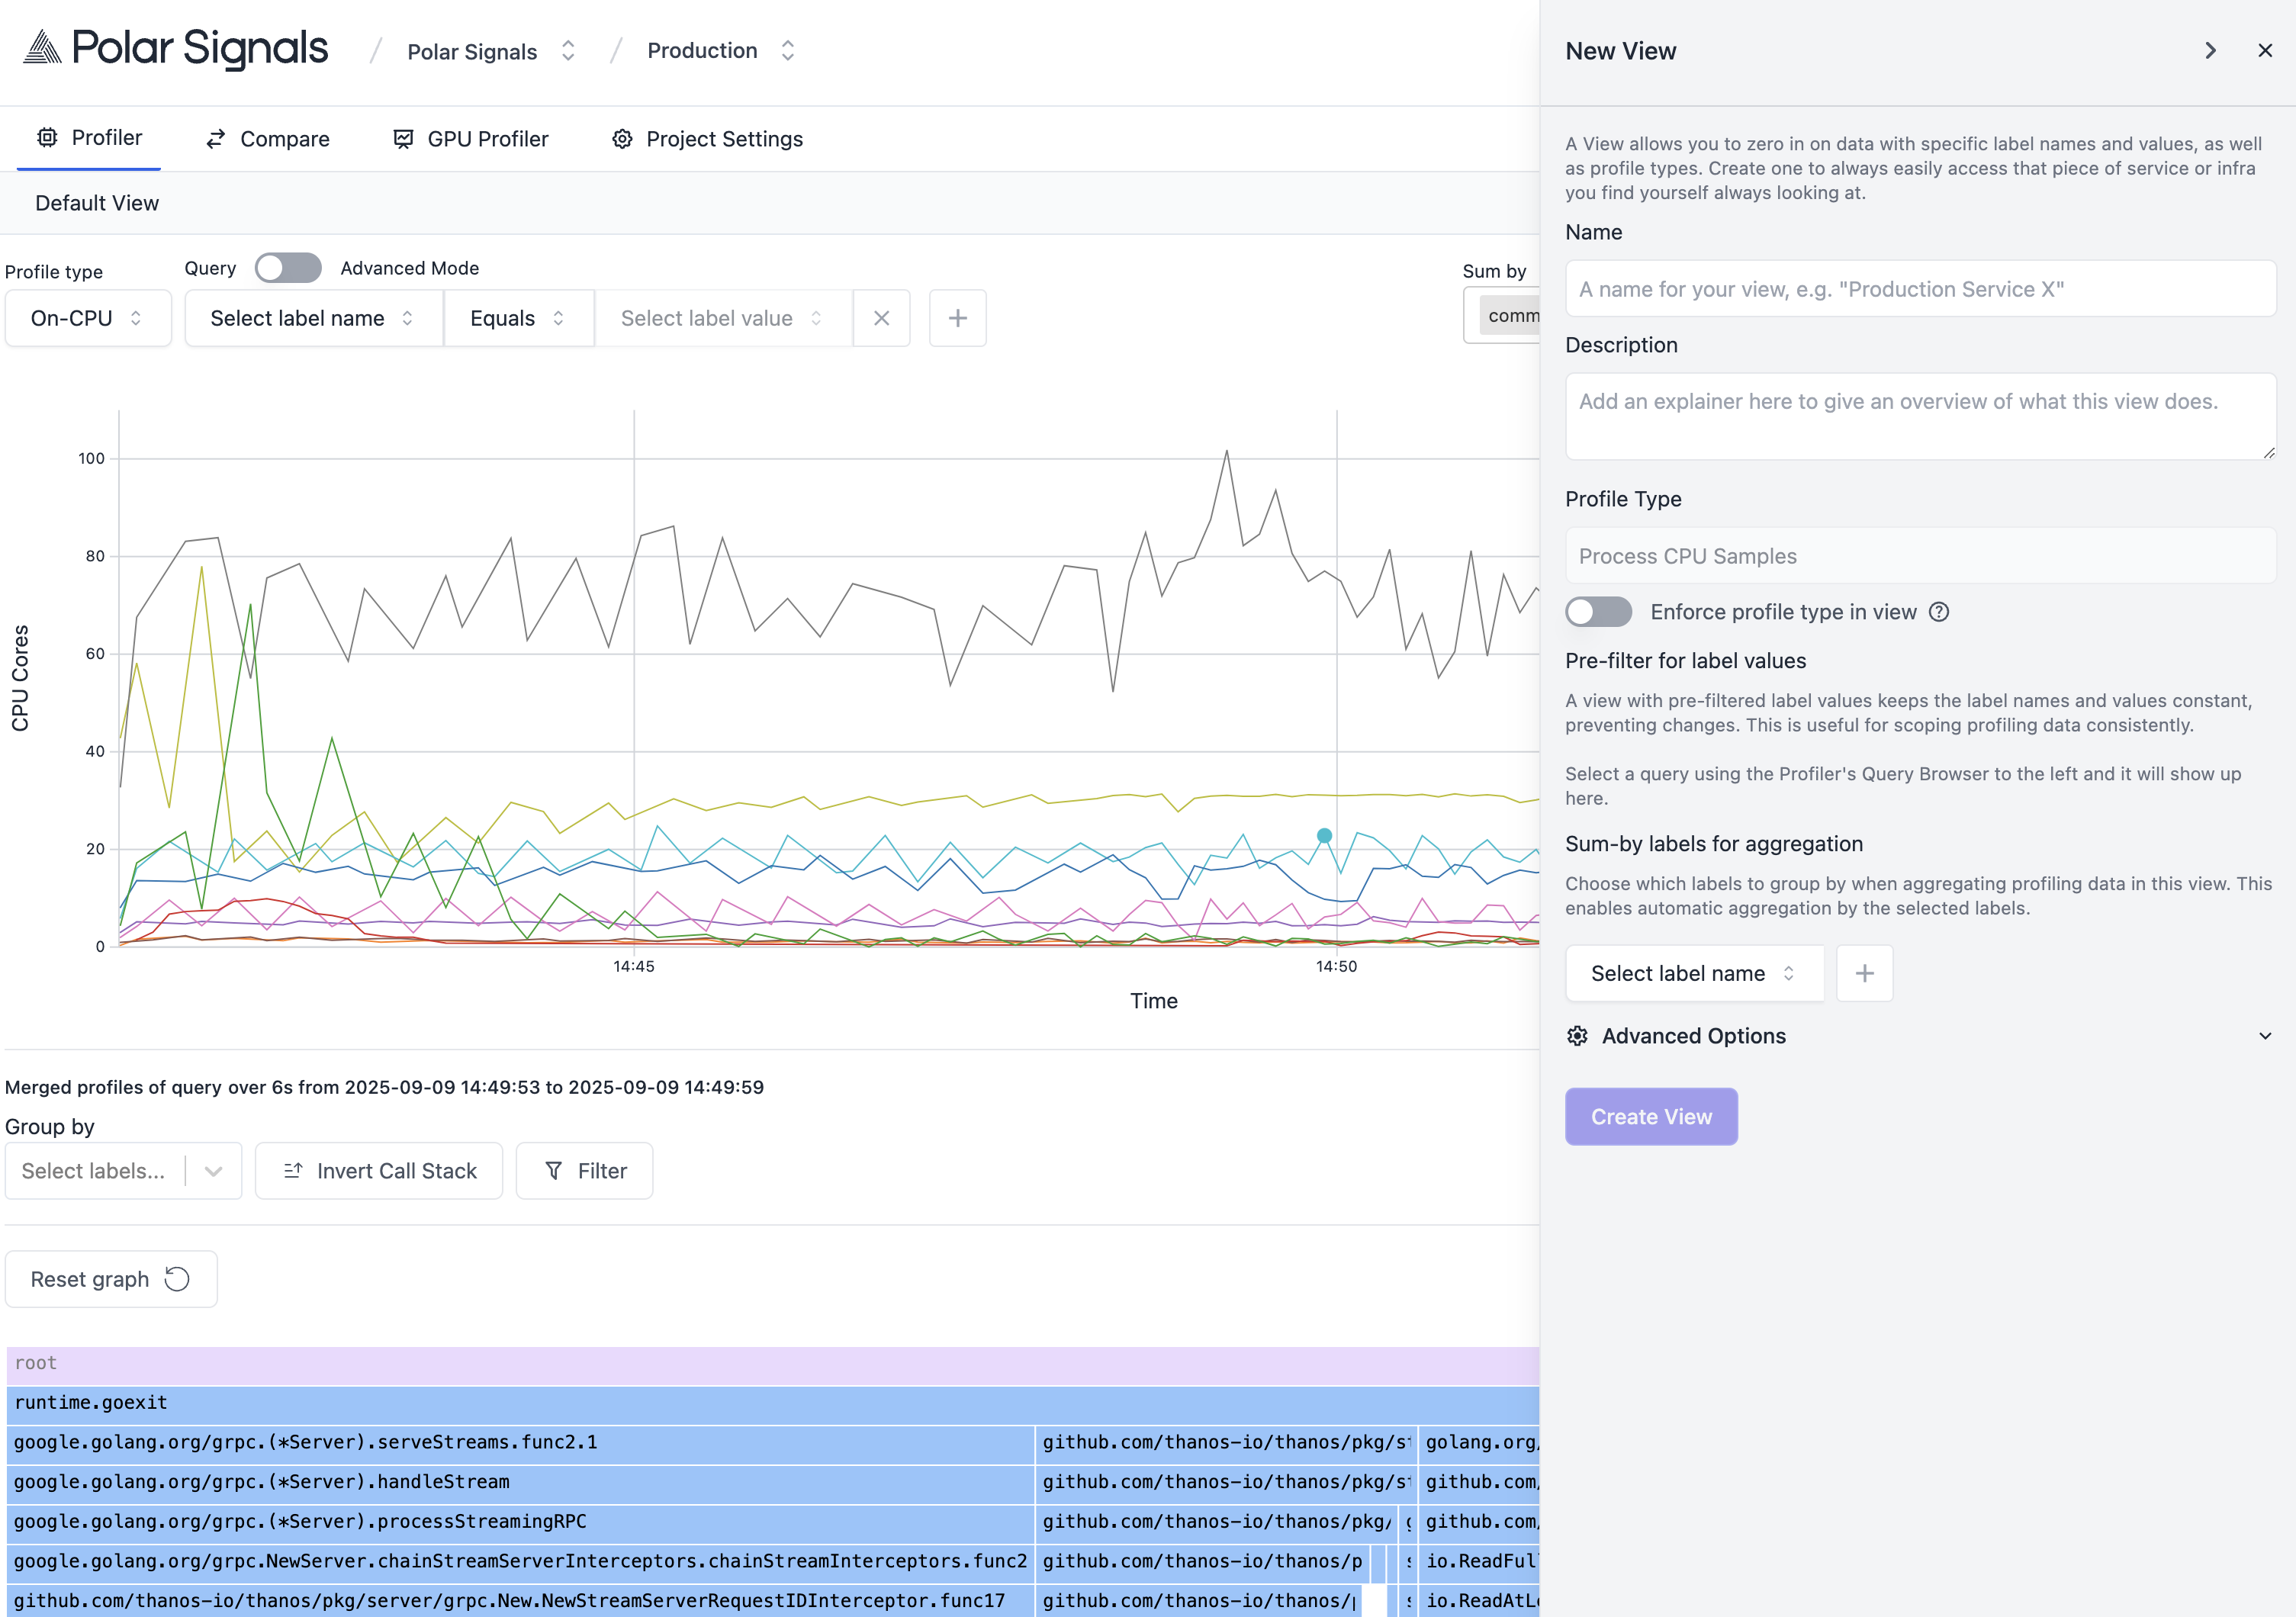 Polar Signals / Polar Signals / Production
Profiler Compare GPU Profiler Project Settings
Default View
Profile type Query Advanced Mode Sum by
On-CPU Select label name Equals Select label value comm
CPU Cores
100
80
60
40
20
0
14:45 14:50
Time
Merged profiles of query over 6s from 2025-09-09 14:49:53 to 2025-09-09 14:49:59
Group by
Select labels... Invert Call Stack Filter
Reset graph
root
runtime.goexit
google.golang.org/grpc.(*Server).serveStreams.func2.1 github.com/thanos-io/thanos/pkg/st golang.org/
google.golang.org/grpc.(*Server).handleStream github.com/thanos-io/thanos/pkg/st github.com/
google.golang.org/grpc.(*Server).processStreamingRPC github.com/thanos-io/thanos/pkg/ github.com/
google.golang.org/grpc.NewServer.chainStreamServerInterceptors.chainStreamInterceptors.func2 github.com/thanos-io/thanos/p io.ReadFul
github.com/thanos-io/thanos/pkg/server/grpc.New.NewStreamServerRequestIDInterceptor.func17 github.com/thanos-io/thanos/ io.ReadAtL
New View
A View allows you to zero in on data with specific label names and values, as well
as profile types. Create one to always easily access that piece of service or infra
you find yourself always looking at.
Name
A name for your view, e.g. "Production Service X"
Description
Add an explainer here to give an overview of what this view does.
Profile Type
Process CPU Samples
Enforce profile type in view
Pre-filter for label values
A view with pre-filtered label values keeps the label names and values constant,
preventing changes. This is useful for scoping profiling data consistently.
Select a query using the Profiler's Query Browser to the left and it will show up
here.
Sum-by labels for aggregation
Choose which labels to group by when aggregating profiling data in this view. This
enables automatic aggregation by the selected labels.
Select label name
Advanced Options
Create View